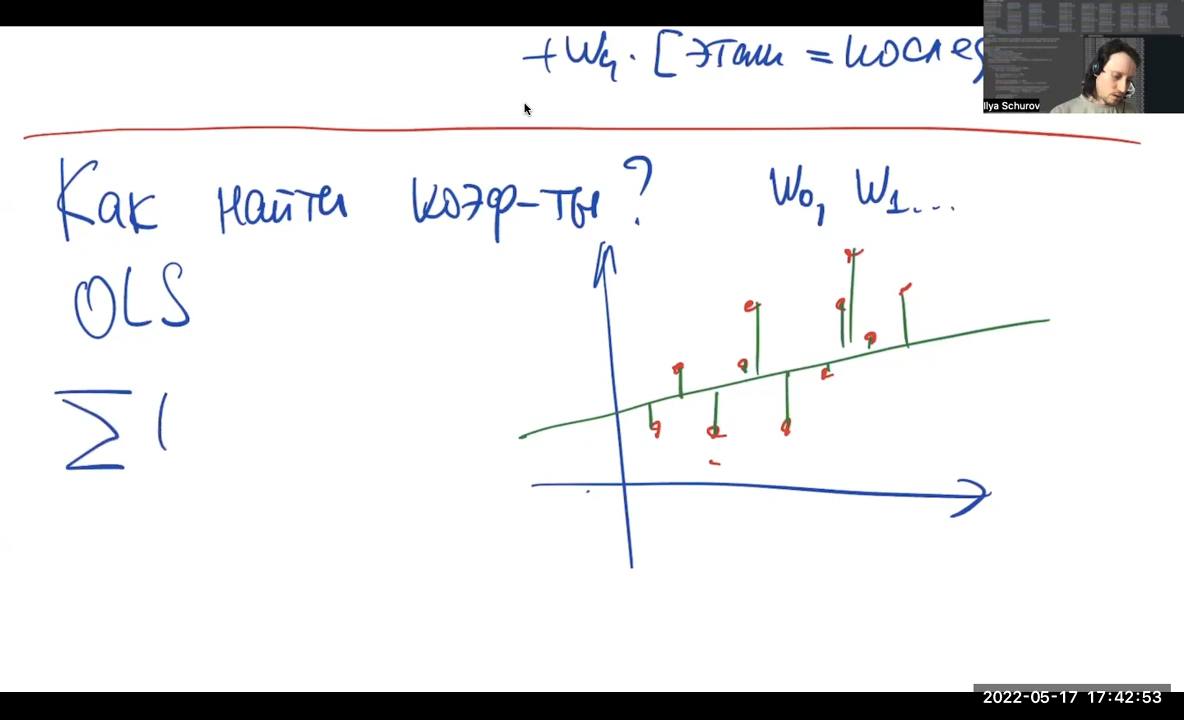 + W₄ · [этаж = послед
Ilya Schurov
Как найти коэф-ты? W₀, W₁...
OLS
∑ (
2022-05-17 17:42:53